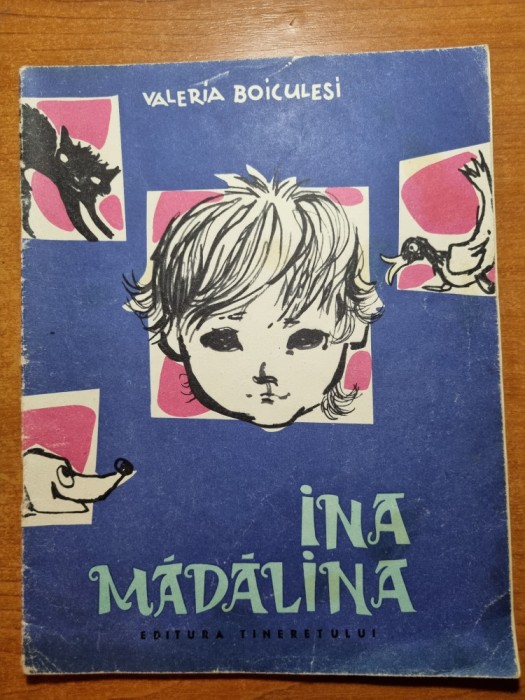 VALERIA BOICULESI
INA
MĂDĂLINA
EDITURA TINERETULUI